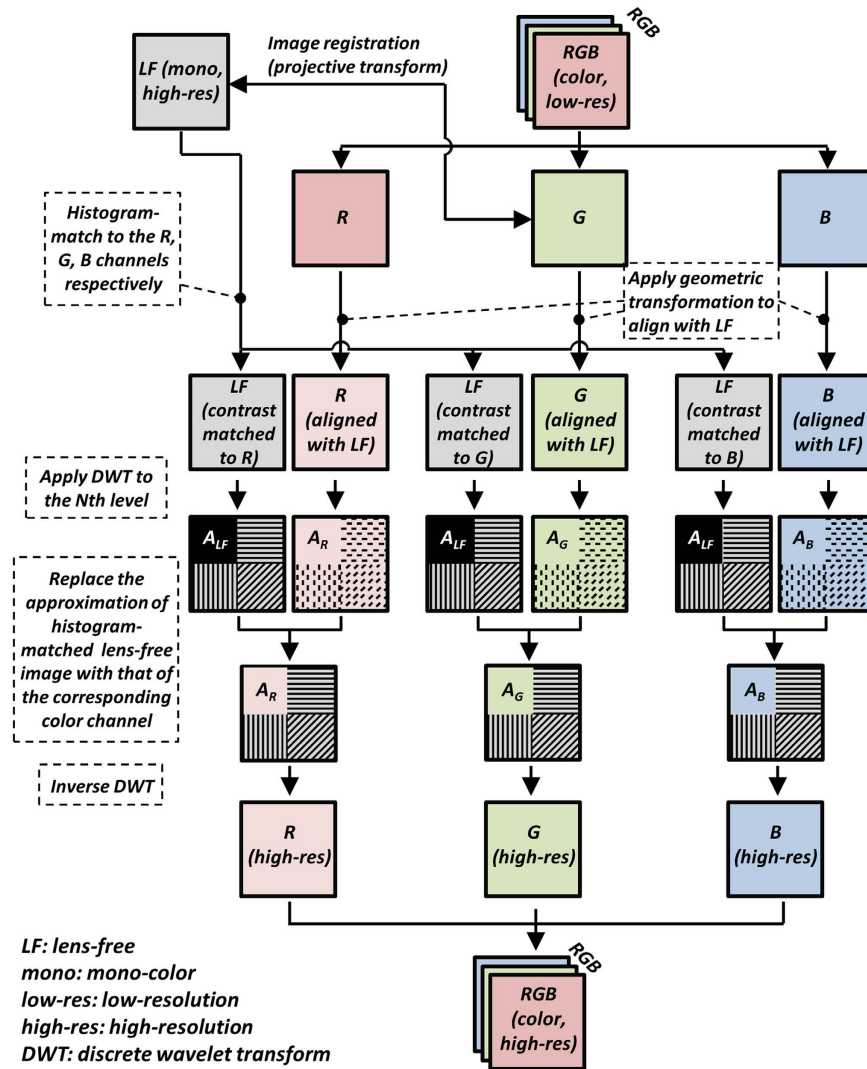 RGB
LF (mono,
high-res)
Image registration
(projective transform)
RGB
(color,
low-res)
R
G
B
Histogram-
match to the R,
G, B channels
respectively
Apply geometric
transformation to
align with LF
LF
(contrast
matched
to R)
R
(aligned
with LF)
LF
(contrast
matched
to G)
G
(aligned
with LF)
LF
(contrast
matched
to B)
B
(aligned
with LF)
Apply DWT to
the Nth level
A_LF
A_R
A_LF
A_G
A_LF
A_B
Replace the
approximation of
histogram-
matched lens-free
image with that of
the corresponding
color channel
A_R
A_G
A_B
Inverse DWT
R
(high-res)
G
(high-res)
B
(high-res)
RGB
RGB
(color,
high-res)
LF: lens-free
mono: mono-color
low-res: low-resolution
high-res: high-resolution
DWT: discrete wavelet transform